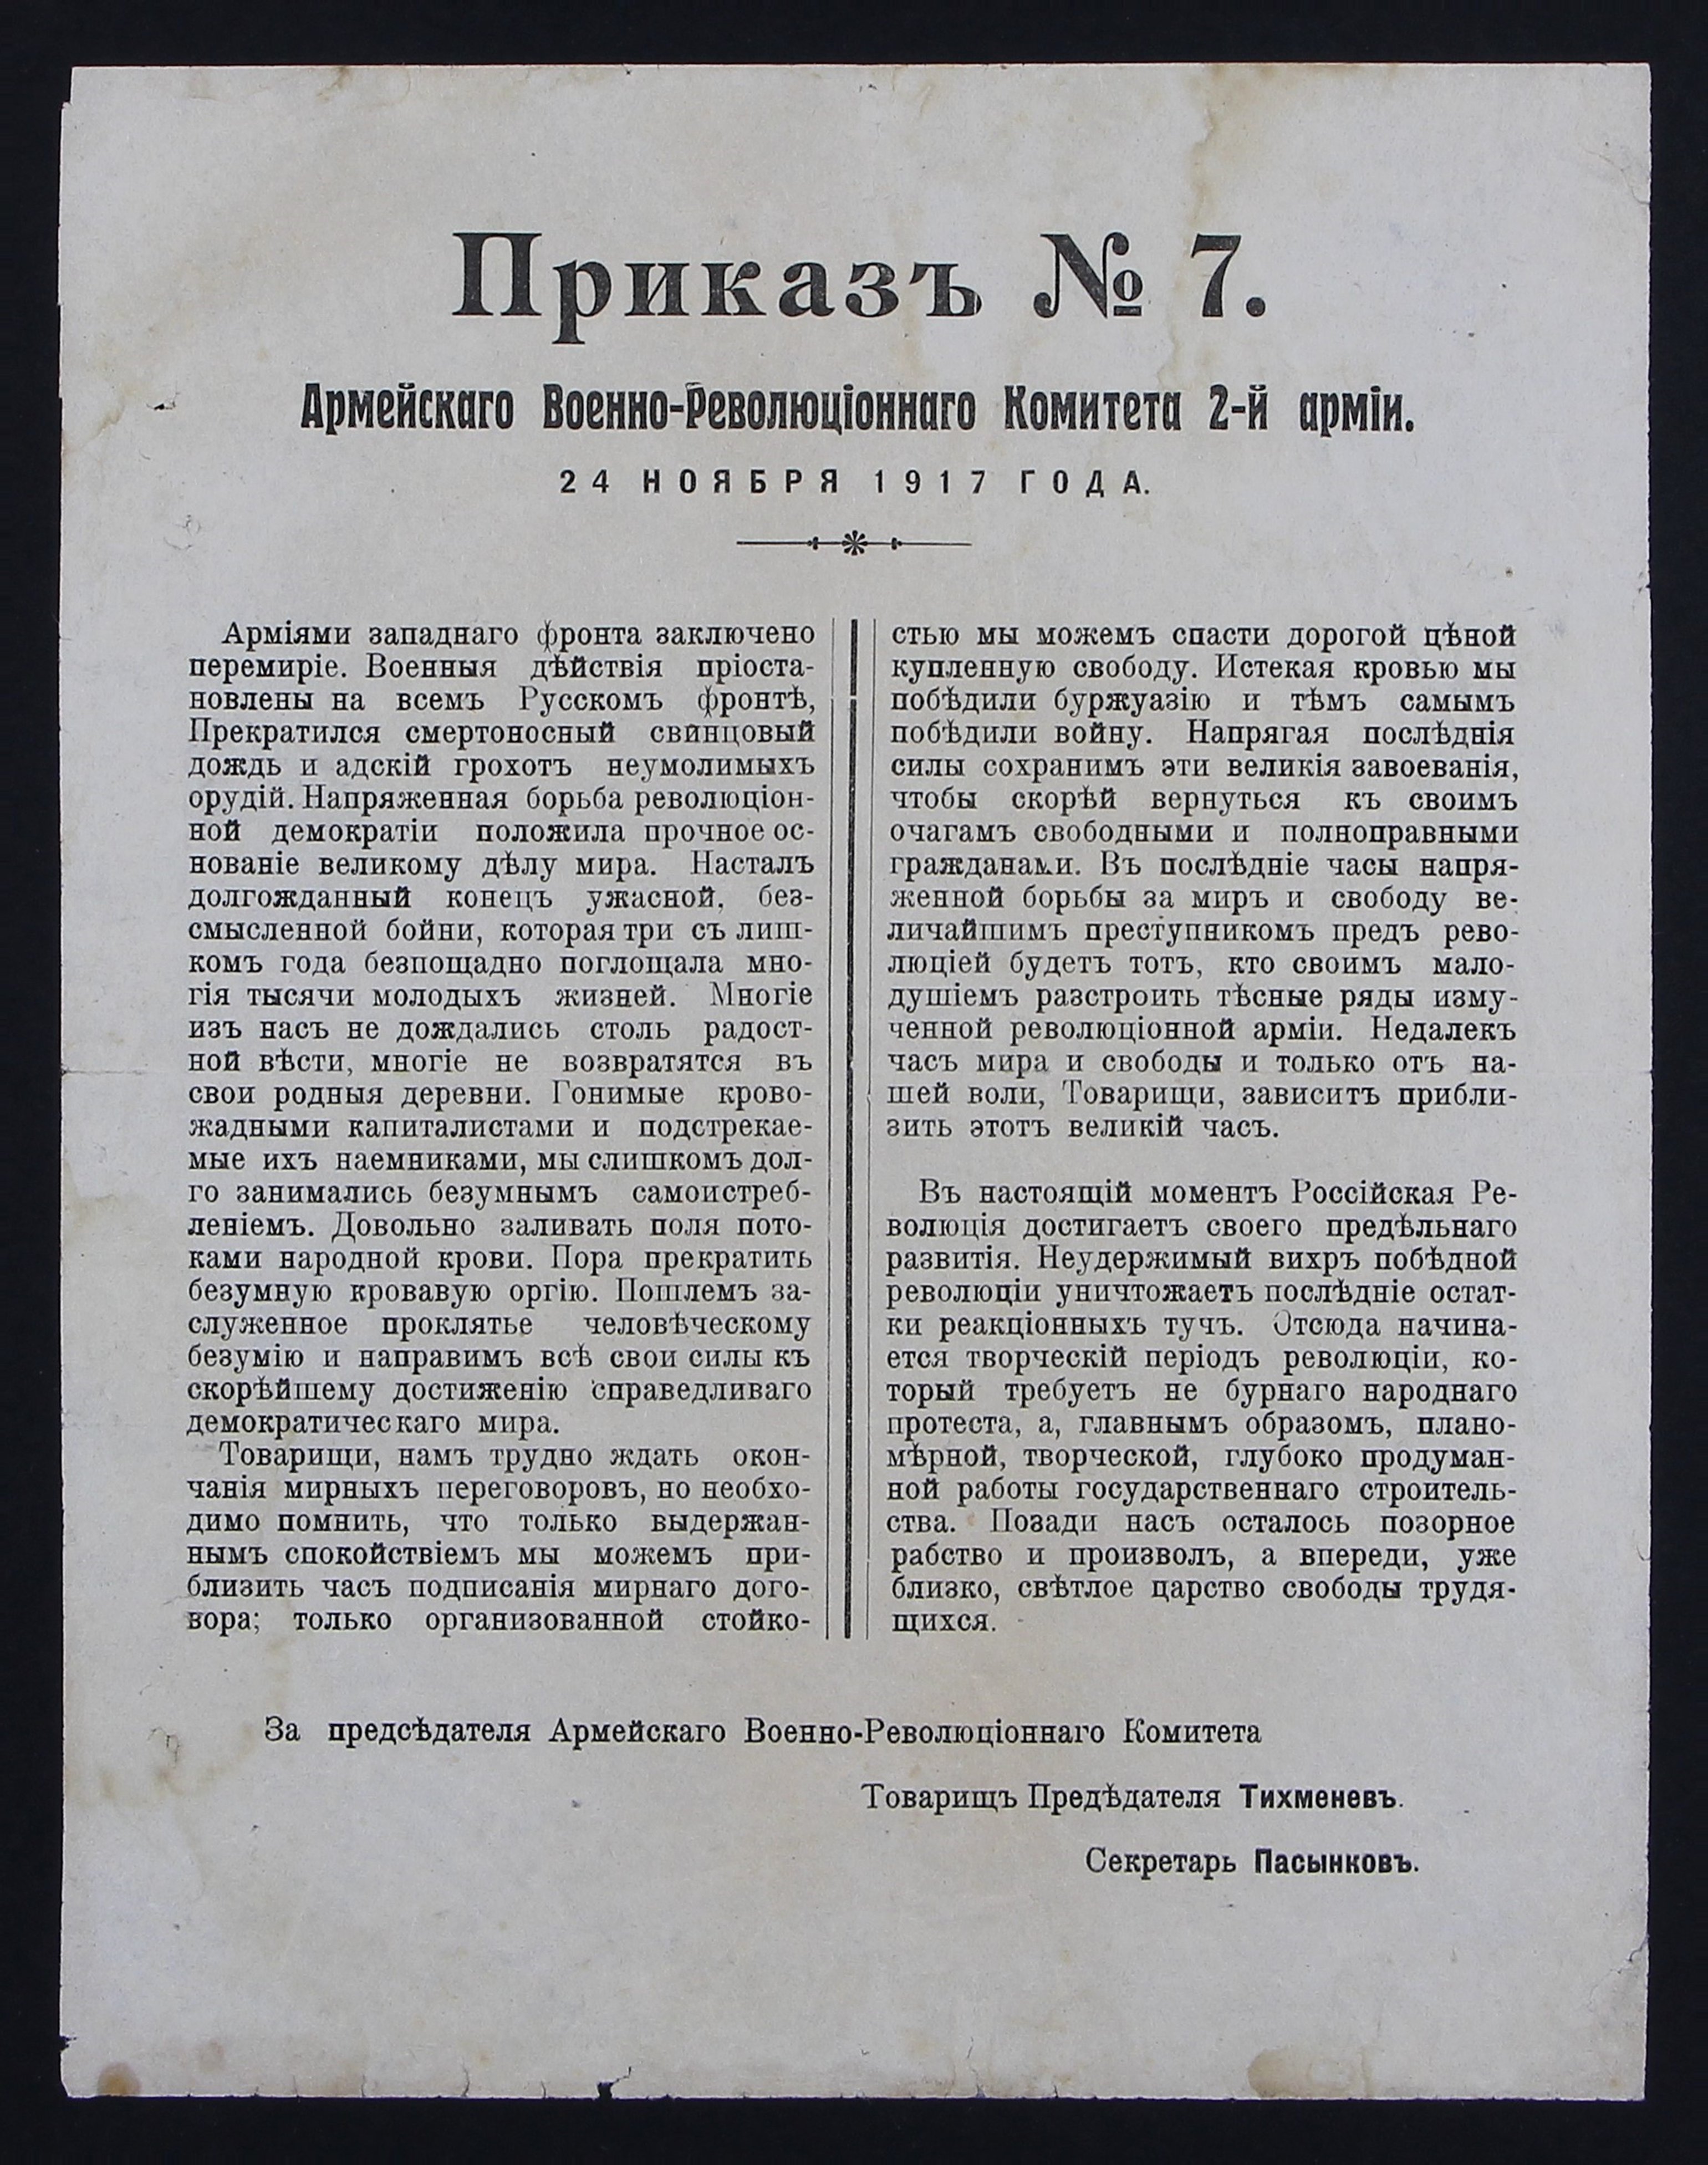 Приказъ № 7.
Армейскаго Военно-Революціоннаго Комитета 2-й арміи.
24 НОЯБРЯ 1917 ГОДА.
Арміями западнаго фронта заключено
перемиріе. Военныя дѣйствія пріоста-
новлены на всемъ Русскомъ фронтѣ,
Прекратился смертоносный свинцовый
дождь и адскій грохотъ неумолимыхъ
орудій. Напряженная борьба революціон-
ной демократіи положила прочное ос-
нованіе великому дѣлу мира. Насталъ
долгожданный конецъ ужасной, без-
смысленной бойни, которая три съ лиш-
комъ года безпощадно поглощала мно-
гія тысячи молодыхъ жизней. Многіе
изъ насъ не дождались столь радост-
ной вѣсти, многіе не возвратятся въ
свои родныя деревни. Гонимые крово-
жадными капиталистами и подстрекае-
мые ихъ наемниками, мы слишкомъ дол-
го занимались безумнымъ самоистреб-
леніемъ. Довольно заливать поля пото-
ками народной крови. Пора прекратить
безумную кровавую оргію. Пошлемъ за-
служенное проклятье человѣческому
безумію и направимъ всѣ свои силы къ
скорѣйшему достиженію справедливаго
демократическаго мира.
Товарищи, намъ трудно ждать окон-
чанія мирныхъ переговоровъ, но необхо-
димо помнить, что только выдержан-
нымъ спокойствіемъ мы можемъ при-
близить часъ подписанія мирнаго дого-
вора; только организованной стойко-
стью мы можемъ спасти дорогой цѣной
купленную свободу. Истекая кровью мы
побѣдили буржуазію и тѣмъ самымъ
побѣдили войну. Напрягая послѣднія
силы сохранимъ эти великія завоеванія,
чтобы скорѣй вернуться къ своимъ
очагамъ свободными и полноправными
гражданами. Въ послѣдніе часы напря-
женной борьбы за миръ и свободу ве-
личайшимъ преступникомъ предъ рево-
люціей будетъ тотъ, кто своимъ мало-
душіемъ разстроить тѣсные ряды изму-
ченной революціонной арміи. Недалекъ
часъ мира и свободы и только отъ на-
шей воли, Товарищи, зависитъ прибли-
зить этотъ великій часъ.
Въ настоящій моментъ Россійская Ре-
волюція достигаетъ своего предѣльнаго
развитія. Неудержимый вихръ побѣдной
революціи уничтожаетъ послѣдніе остат-
ки реакціонныхъ тучъ. Отсюда начина-
ется творческій періодъ революціи, ко-
торый требуетъ не бурнаго народнаго
протеста, а, главнымъ образомъ, плано-
мѣрной, творческой, глубоко продуман-
ной работы государственнаго строитель-
ства. Позади насъ осталось позорное
рабство и произволъ, а впереди, уже
близко, свѣтлое царство свободы трудя-
щихся.
За предсѣдателя Армейскаго Военно-Революціоннаго Комитета
Товарищъ Предѣдателя Тихменевъ.
Секретарь Пасынковъ.